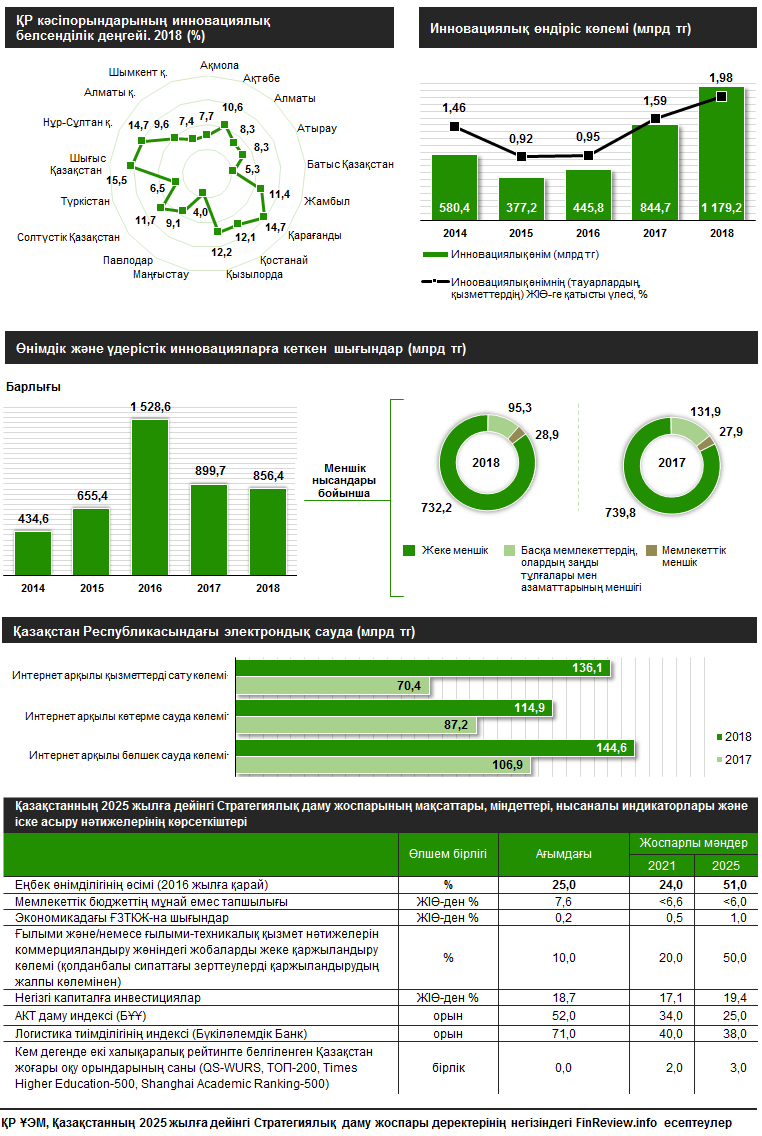 ҚР кәсіпорындарының инновациялық
белсенділік деңгейі. 2018 (%)
Ақмола
Ақтөбе
Алматы
Атырау
Батыс Қазақстан
Жамбыл
Қарағанды
Қостанай
Қызылорда
Маңғыстау
Павлодар
Солтүстік Қазақстан
Түркістан
Шығыс
Қазақстан
Нұр-Сұлтан қ.
Алматы қ.
Шымкент қ.
7,7
10,6
8,3
8,3
5,3
11,4
14,7
12,1
12,2
4,0
9,1
11,7
6,5
15,5
14,7
9,6
7,4
Инновациялық өндіріс көлемі (млрд тг)
1,46
0,92
0,95
1,59
1,98
580,4
377,2
445,8
844,7
1 179,2
2014 2015 2016 2017 2018
Инновациялық өнім (млрд тг)
Иноовациялық өнімнің (тауарлардың,
қызметтердің) ЖІӨ-ге қатысты үлесі, %
Өнімдік және үдерістік инновацияларға кеткен шығындар (млрд тг)
Барлығы
434,6
655,4
1 528,6
899,7
856,4
2014 2015 2016 2017 2018
Меншік
нысандары
бойынша
95,3
28,9
2018
732,2
131,9
27,9
2017
739,8
Жеке меншік
Басқа мемлекеттердің,
олардың заңды
тұлғалары мен
азаматтарының меншігі
Мемлекеттік
меншік
Қазақстан Республикасындағы электрондық сауда (млрд тг)
Интернет арқылы қызметтерді сату көлемі
136,1
70,4
Интернет арқылы көтерме сауда көлемі
114,9
87,2
Интернет арқылы бөлшек сауда көлемі
144,6
106,9
2018
2017
Қазақстанның 2025 жылға дейінгі Стратегиялық даму жоспарының мақсаттары, міндеттері, нысаналы индикаторлары және
іске асыру нәтижелерінің көрсеткіштері
Өлшем бірлігі Ағымдағы Жоспарлы мәндер
2021 2025
Еңбек өнімділігінің өсімі (2016 жылға қарай) % 25,0 24,0 51,0
Мемлекеттік бюджеттің мұнай емес тапшылығы ЖІӨ-ден % 7,6 <6,6 <6,0
Экономикадағы ҒЗТКЖ-на шығындар ЖІӨ-ден % 0,2 0,5 1,0
Ғылыми және/немесе ғылыми-техникалық қызмет нәтижелерін
коммерцияландыру жөніндегі жобаларды жеке қаржыландыру
көлемі (қолданбалы сипаттағы зерттеулерді қаржыландырудың
жалпы көлемінен) % 10,0 20,0 50,0
Негізгі капиталға инвестициялар ЖІӨ-ден % 18,7 17,1 19,4
АКТ даму индексі (БҰҰ) орын 52,0 34,0 25,0
Логистика тиімділігінің индексі (Бүкіләлемдік Банк) орын 71,0 40,0 38,0
Кем дегенде екі халықаралық рейтингте белгіленген Қазақстан
жоғары оқу орындарының саны (QS-WURS, ТОП-200, Times
Higher Education-500, Shanghai Academic Ranking-500) бірлік 0,0 2,0 3,0
ҚР ҰЭМ, Қазақстанның 2025 жылға дейінгі Стратегиялық даму жоспары деректерінің негізіндегі FinReview.info есептеулер